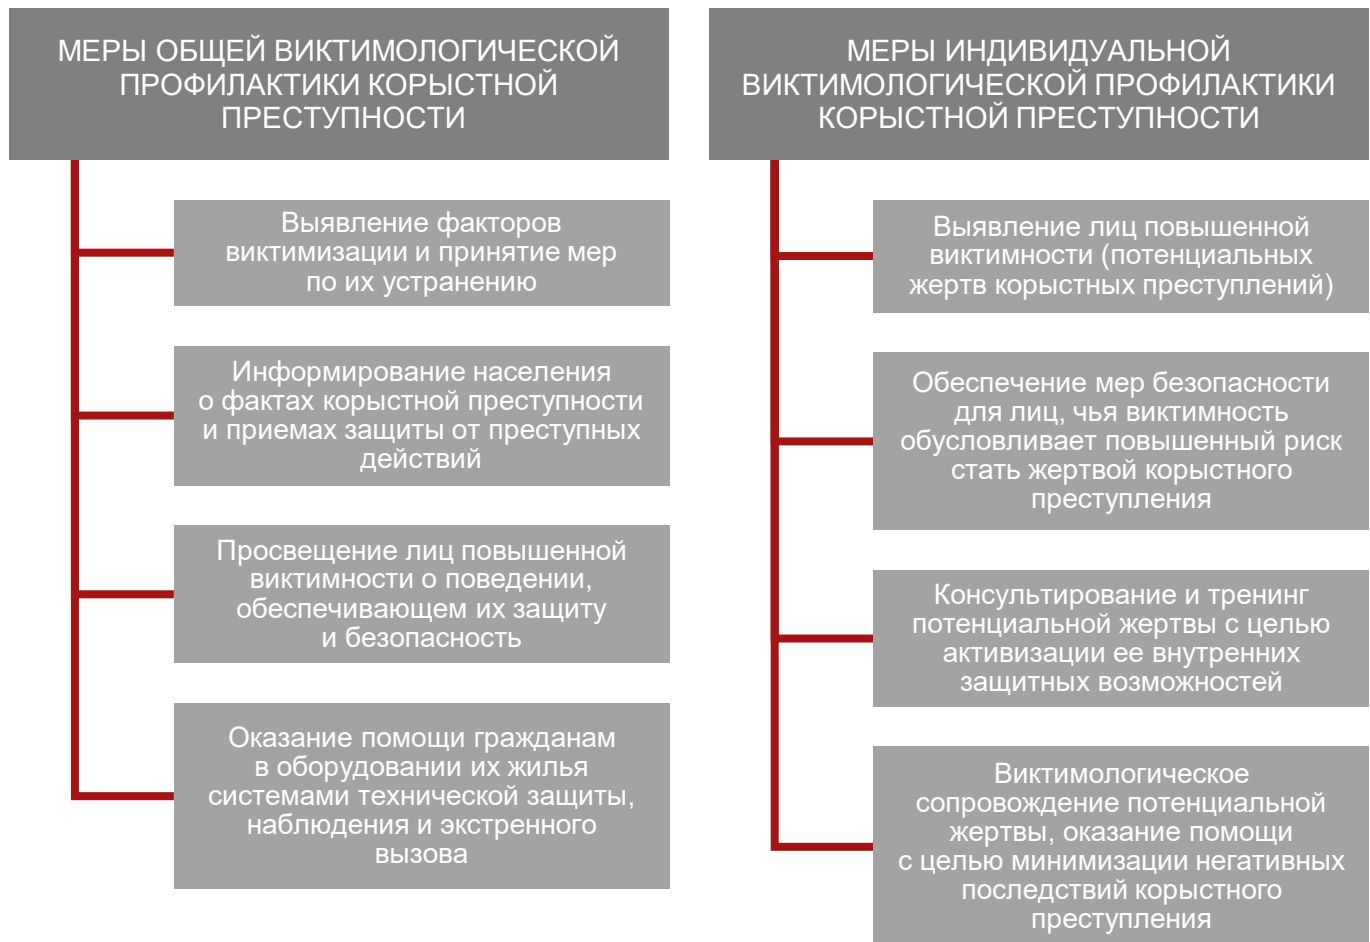 МЕРЫ ОБЩЕЙ ВИКТИМОЛОГИЧЕСКОЙ
ПРОФИЛАКТИКИ КОРЫСТНОЙ
ПРЕСТУПНОСТИ
Выявление факторов
виктимизации и принятие мер
по их устранению
Информирование населения
о фактах корыстной преступности
и приемах защиты от преступных
действий
Просвещение лиц повышенной
виктимности о поведении,
обеспечивающем их защиту
и безопасность
Оказание помощи гражданам
в оборудовании их жилья
системами технической защиты,
наблюдения и экстренного
вызова
МЕРЫ ИНДИВИДУАЛЬНОЙ
ВИКТИМОЛОГИЧЕСКОЙ ПРОФИЛАКТИКИ
КОРЫСТНОЙ ПРЕСТУПНОСТИ
Выявление лиц повышенной
виктимности (потенциальных
жертв корыстных преступлений)
Обеспечение мер безопасности
для лиц, чья виктимность
обусловливает повышенный риск
стать жертвой корыстного
преступления
Консультирование и тренинг
потенциальной жертвы с целью
активизации ее внутренних
защитных возможностей
Виктимологическое
сопровождение потенциальной
жертвы, оказание помощи
с целью минимизации негативных
последствий корыстного
преступления